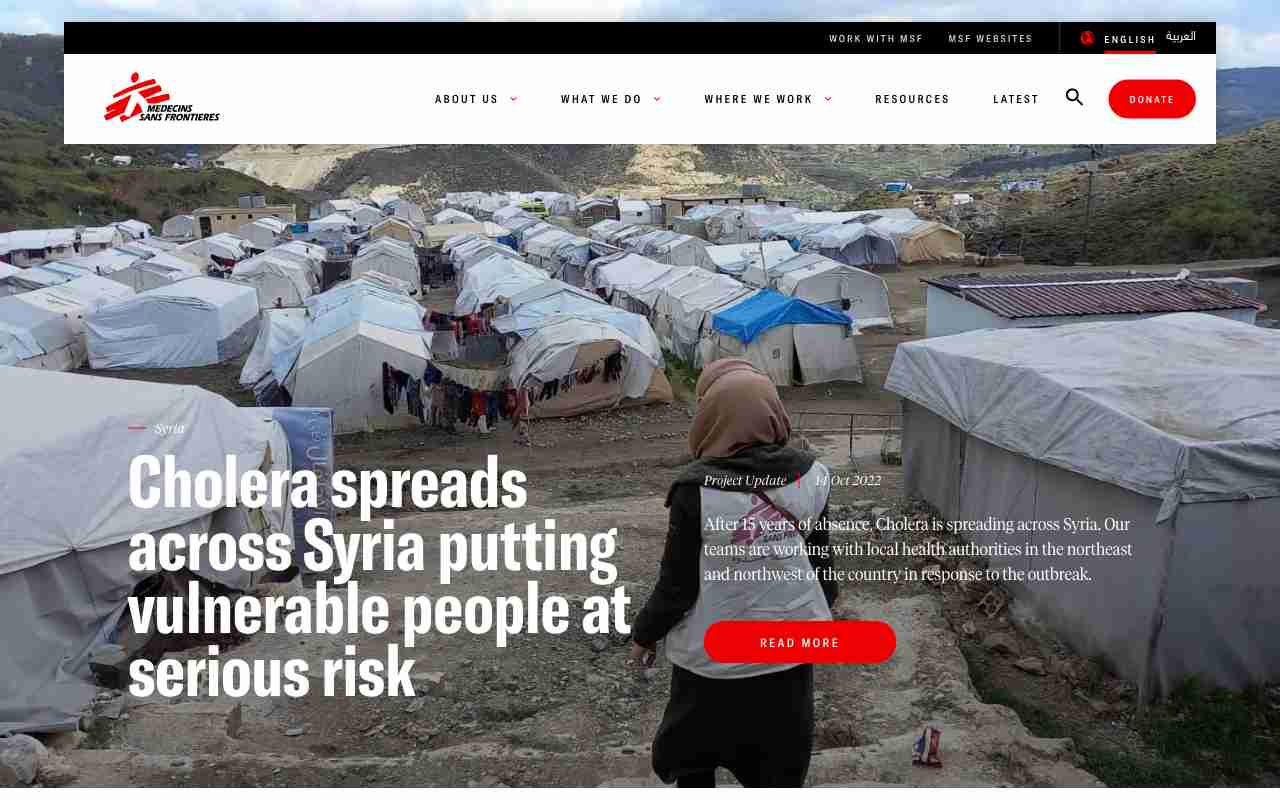 WORK WITH MSF
MSF WEBSITES
ENGLISH
العربية
MEDECINS
SANS FRONTIERES
ABOUT US
WHAT WE DO
WHERE WE WORK
RESOURCES
LATEST
DONATE
Syria
Cholera spreads
across Syria putting
vulnerable people at
serious risk
Project Update
14 Oct 2022
After 15 years of absence, Cholera is spreading across Syria. Our
teams are working with local health authorities in the northeast
and northwest of the country in response to the outbreak.
READ MORE